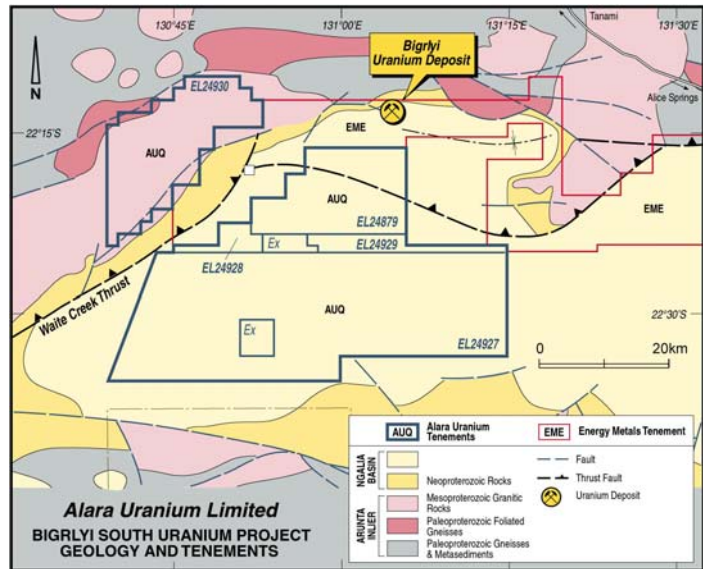 130°45'E
131°00'E
131°15'E
131°30'E
Tanami
Alice Springs
N
Bigrlyi
Uranium Deposit
EL24930
22°15'S
AUQ
EME
AUQ
EL24879
Ex
EL24929
EL24928
EME
Waite Creek Thrust
AUQ
Ex
EL24927
22°30'S
0
20km
AUQ
Alara Uranium
Tenements
EME
Energy Metals Tenement
NGALIA
BASIN
Neoproterozoic Rocks
ARUNTA
INLIER
Mesoproterozoic Granitic
Rocks
Paleoproterozoic Foliated
Gneisses
Paleoproterozoic Gneisses
& Metasediments
Fault
Thrust Fault
Uranium Deposit
Alara Uranium Limited
BIGRLYI SOUTH URANIUM PROJECT
GEOLOGY AND TENEMENTS